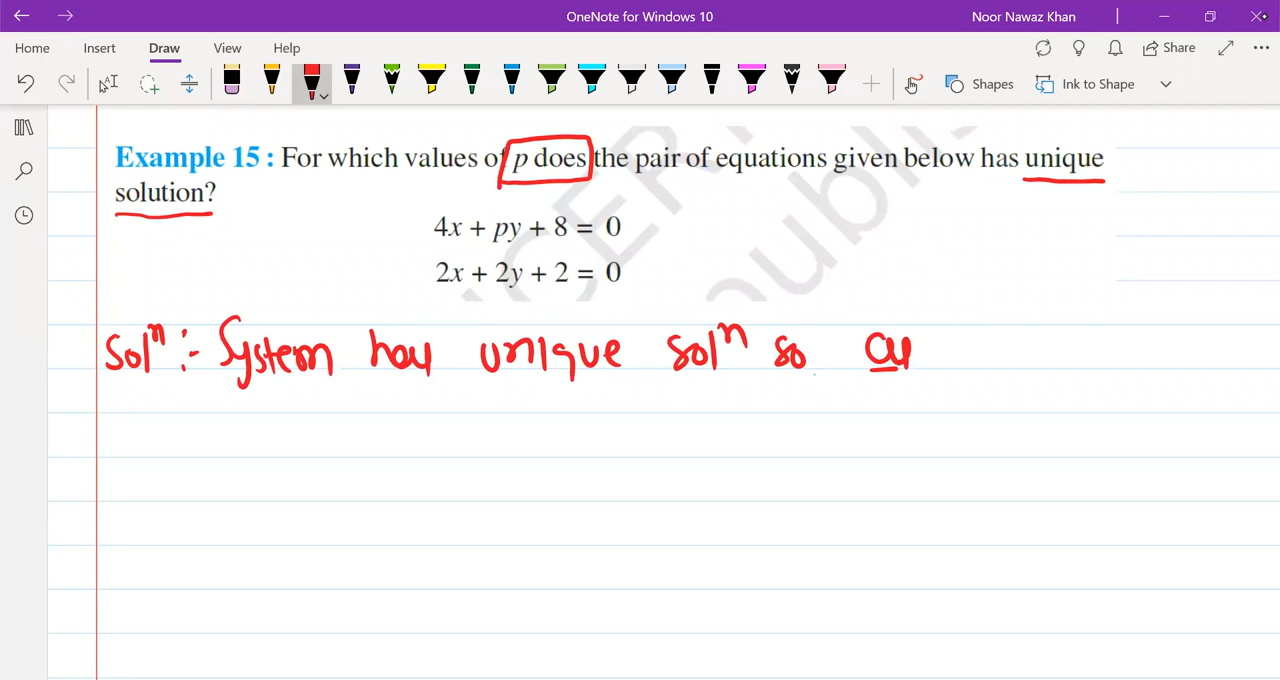 OneNote for Windows 10
Noor Nawaz Khan
Home Insert Draw View Help
Share
Shapes Ink to Shape
Example 15 : For which values of p does the pair of equations given below has unique
solution?
4x + py + 8 = 0
2x + 2y + 2 = 0
Solⁿ :- System has unique solⁿ so a₁